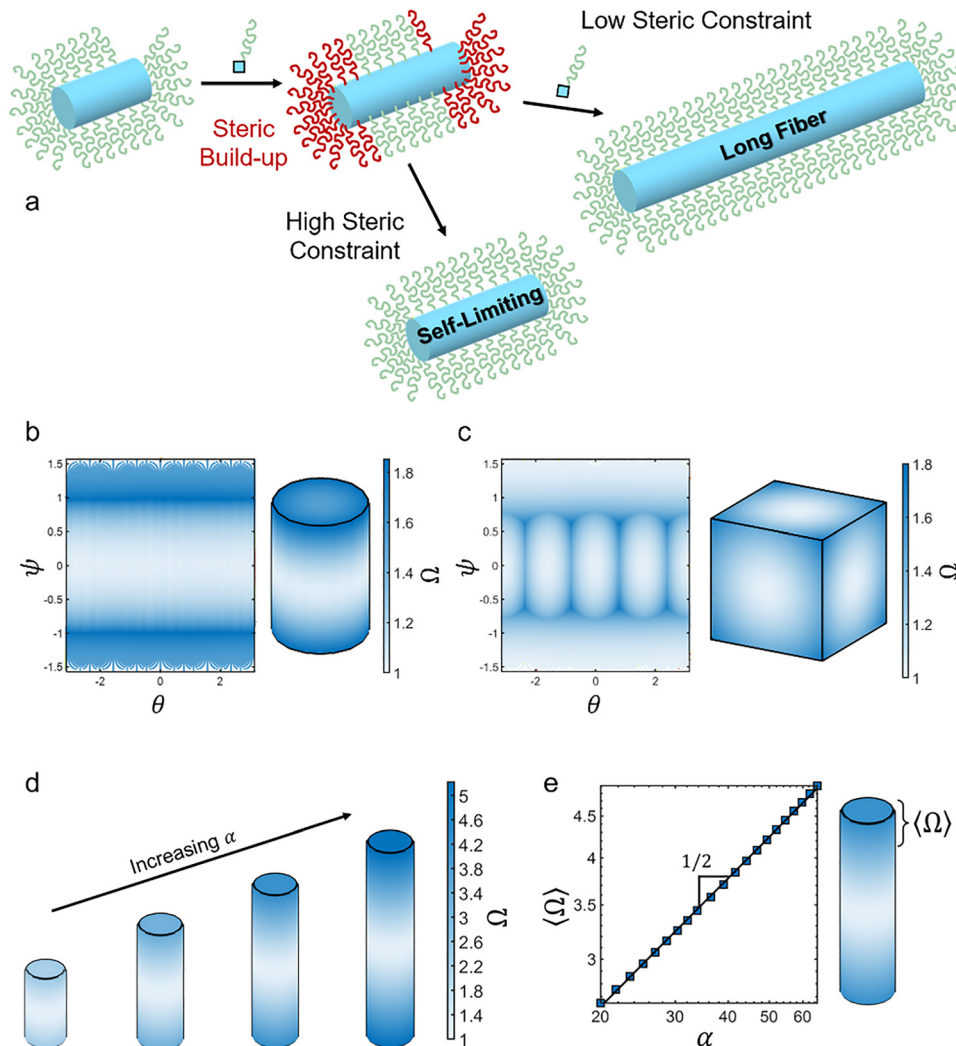 Low Steric Constraint
Steric
Build-up
Long Fiber
a
High Steric
Constraint
Self-Limiting
b
c
1.5
1
0.5
0
-0.5
-1
-1.5
ψ
-2
0
2
θ
1.8
1.6
1.4
1.2
1
Ω
1.5
1
0.5
0
-0.5
-1
-1.5
ψ
-2
0
2
θ
1.8
1.6
1.4
1.2
1
Ω
d
Increasing α
5
4.6
4.2
3.8
3.4
3
2.6
2.2
1.8
1.4
1
Ω
e
4.5
4
3.5
3
⟨Ω⟩
1/2
20
30
40
50
60
α
⟨Ω⟩